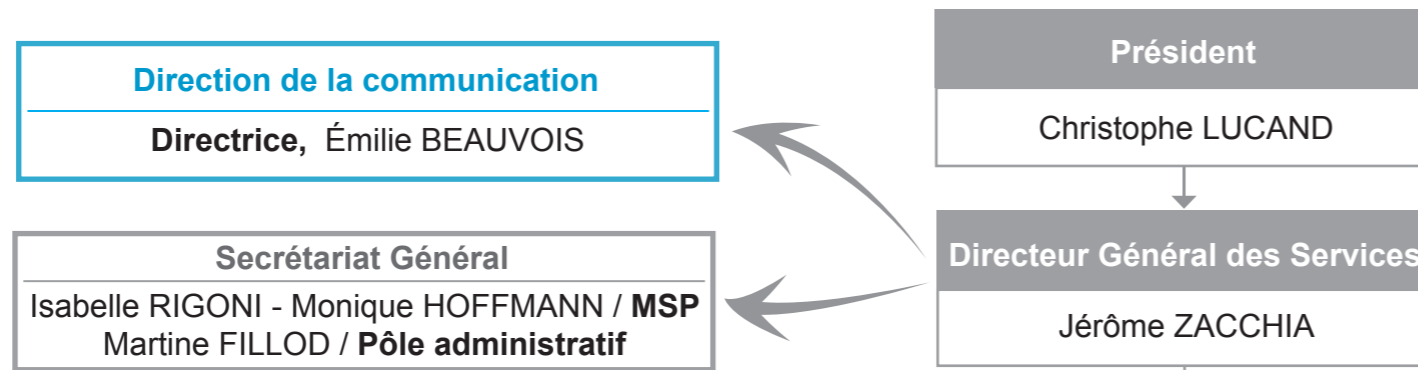 Direction de la communication
Directrice, Émilie BEAUVOIS
Secrétariat Général
Isabelle RIGONI - Monique HOFFMANN / MSP
Martine FILLOD / Pôle administratif
Président
Christophe LUCAND
Directeur Général des Services
Jérôme ZACCHIA